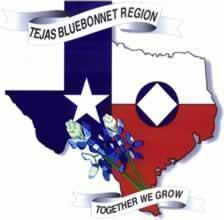 TEJAS BLUEBONNET REGION
TOGETHER WE GROW